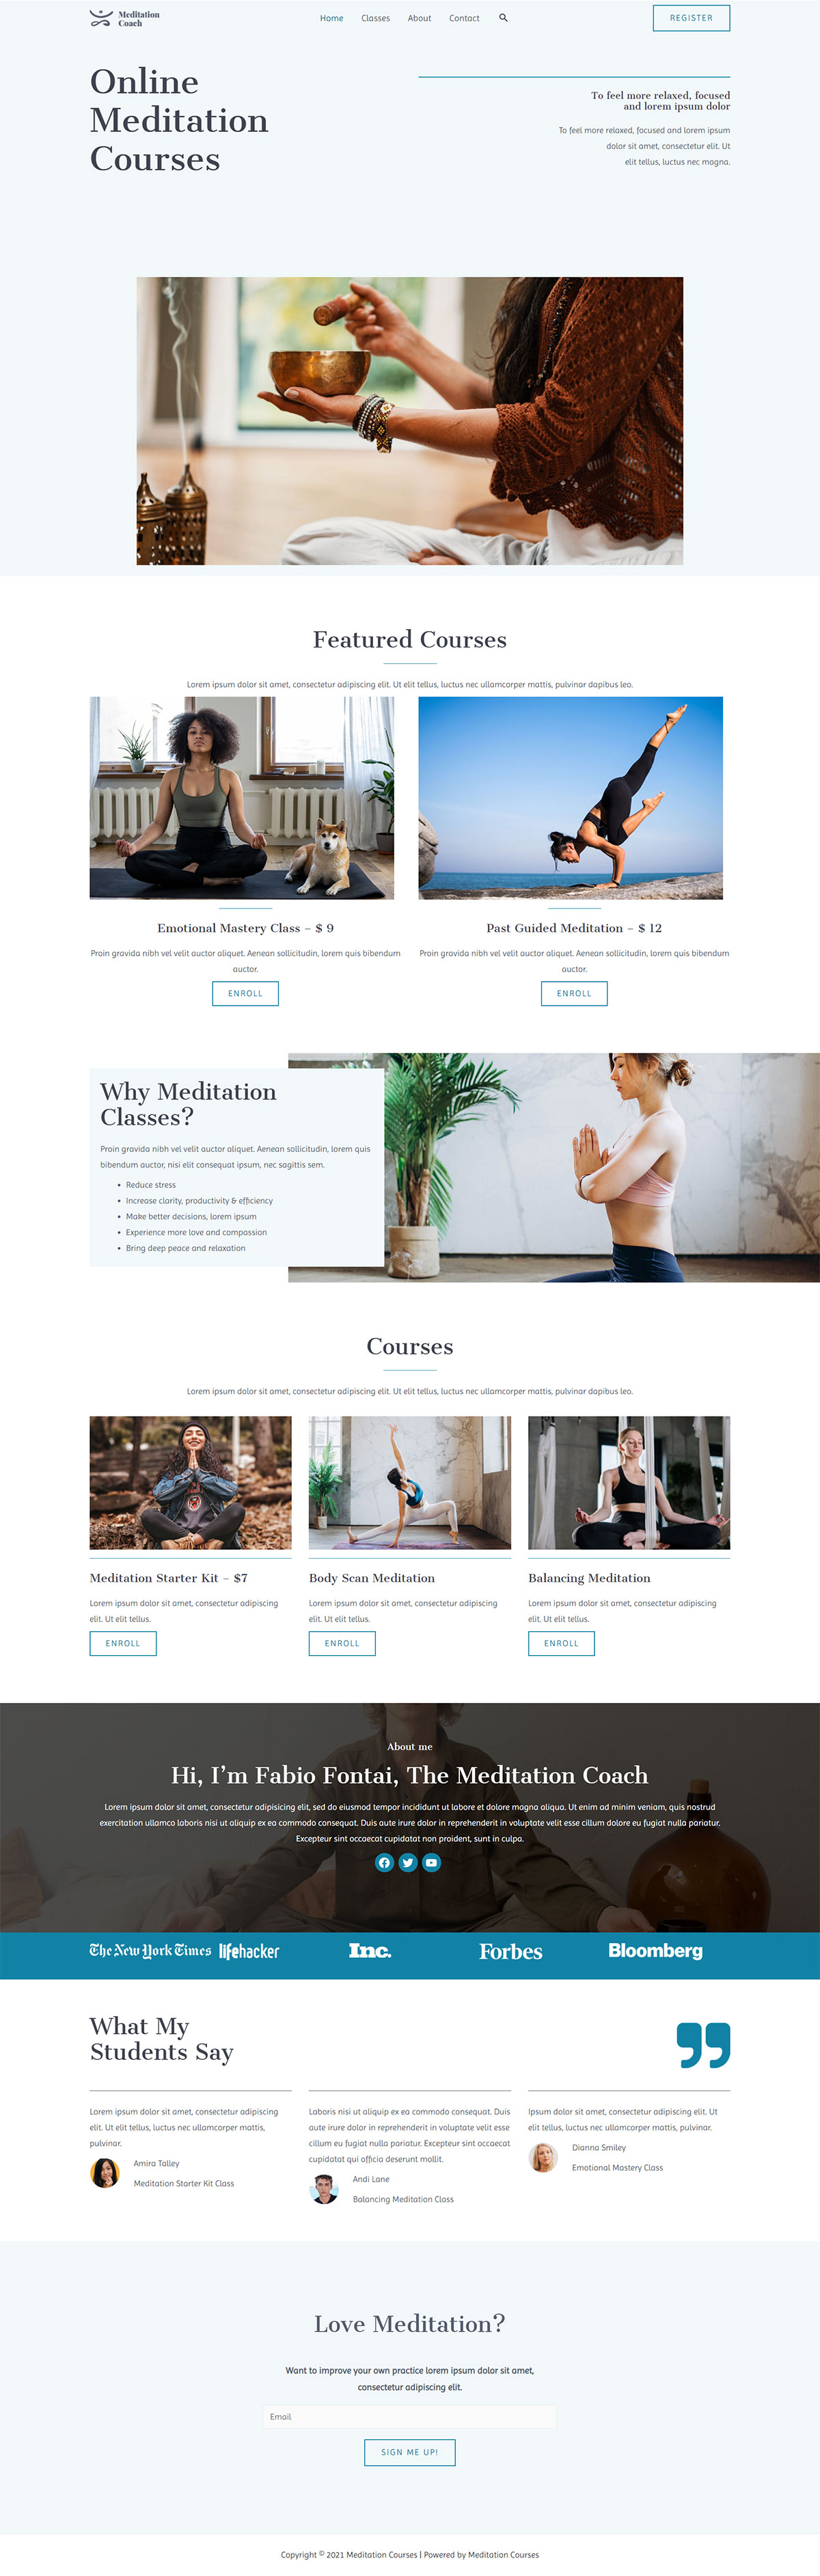 Meditation
Coach
Home Classes About Contact
REGISTER
Online
Meditation
Courses
To feel more relaxed, focused
and lorem ipsum dolor
To feel more relaxed, focused and lorem ipsum
dolor sit amet, consectetur elit. Ut
elit tellus, luctus nec magna.
Featured Courses
Lorem ipsum dolor sit amet, consectetur adipiscing elit. Ut elit tellus, luctus nec ullamcorper mattis, pulvinar dapibus leo.
Emotional Mastery Class – $ 9
Proin gravida nibh vel velit auctor aliquet. Aenean sollicitudin, lorem quis bibendum
auctor.
ENROLL
Past Guided Meditation – $ 12
Proin gravida nibh vel velit auctor aliquet. Aenean sollicitudin, lorem quis bibendum
auctor.
ENROLL
Why Meditation
Classes?
Proin gravida nibh vel velit auctor aliquet. Aenean sollicitudin, lorem quis
bibendum auctor, nisi elit consequat ipsum, nec sagittis sem.
• Reduce stress
• Increase clarity, productivity & efficiency
• Make better decisions, lorem ipsum
• Experience more love and compassion
• Bring deep peace and relaxation
Courses
Lorem ipsum dolor sit amet, consectetur adipiscing elit. Ut elit tellus, luctus nec ullamcorper mattis, pulvinar dapibus leo.
Meditation Starter Kit – $7
Lorem ipsum dolor sit amet, consectetur adipiscing
elit. Ut elit tellus.
ENROLL
Body Scan Meditation
Lorem ipsum dolor sit amet, consectetur adipiscing
elit. Ut elit tellus.
ENROLL
Balancing Meditation
Lorem ipsum dolor sit amet, consectetur adipiscing
elit. Ut elit tellus.
ENROLL
About me
Hi, I’m Fabio Fontai, The Meditation Coach
Lorem ipsum dolor sit amet, consectetur adipisicing elit, sed do eiusmod tempor incididunt ut labore et dolore magna aliqua. Ut enim ad minim veniam, quis nostrud
exercitation ullamco laboris nisi ut aliquip ex ea commodo consequat. Duis aute irure dolor in reprehenderit in voluptate velit esse cillum dolore eu fugiat nulla pariatur.
Excepteur sint occaecat cupidatat non proident, sunt in culpa.
The New York Times lifehacker Inc. Forbes Bloomberg
What My
Students Say
Lorem ipsum dolor sit amet, consectetur adipiscing
elit. Ut elit tellus, luctus nec ullamcorper mattis,
pulvinar.
Amira Talley
Meditation Starter Kit Class
Laboris nisi ut aliquip ex ea commodo consequat. Duis
aute irure dolor in reprehenderit in voluptate velit esse
cillum eu fugiat nulla pariatur. Excepteur sint occaecat
cupidatat qui officia deserunt mollit.
Andi Lane
Balancing Meditation Class
Ipsum dolor sit amet, consectetur adipiscing elit. Ut
elit tellus, luctus nec ullamcorper mattis, pulvinar.
Dianna Smiley
Emotional Mastery Class
Love Meditation?
Want to improve your own practice lorem ipsum dolor sit amet,
consectetur adipiscing elit.
Email
SIGN ME UP!
Copyright © 2021 Meditation Courses | Powered by Meditation Courses